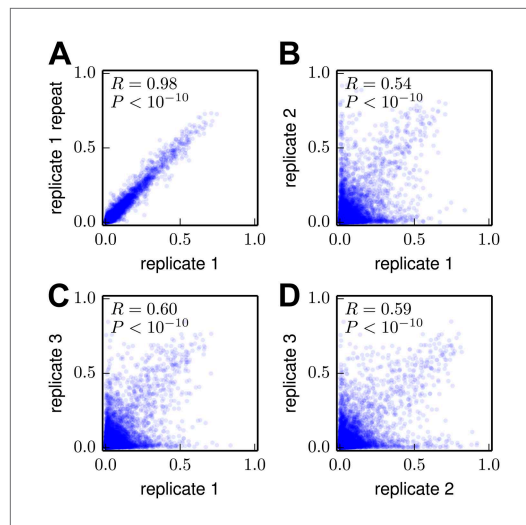 A
R = 0.98
P < 10⁻¹⁰
1.0
0.5
0.0
0.0 0.5 1.0
replicate 1 repeat
replicate 1
B
R = 0.54
P < 10⁻¹⁰
1.0
0.5
0.0
0.0 0.5 1.0
replicate 2
replicate 1
C
R = 0.60
P < 10⁻¹⁰
1.0
0.5
0.0
0.0 0.5 1.0
replicate 3
replicate 1
D
R = 0.59
P < 10⁻¹⁰
1.0
0.5
0.0
0.0 0.5 1.0
replicate 3
replicate 2